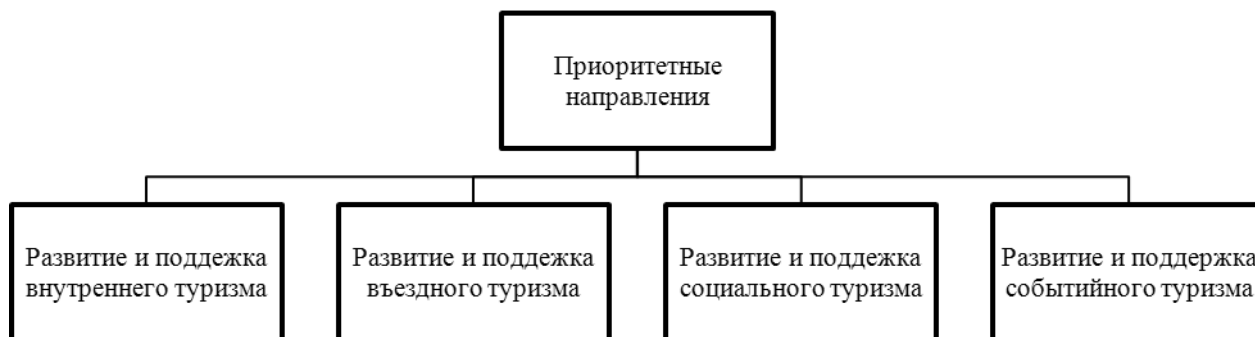 Приоритетные
направления
Развитие и поддежка
внутреннего туризма
Развитие и поддежка
въездного туризма
Развитие и поддежка
социального туризма
Развитие и поддержка
событийного туризма